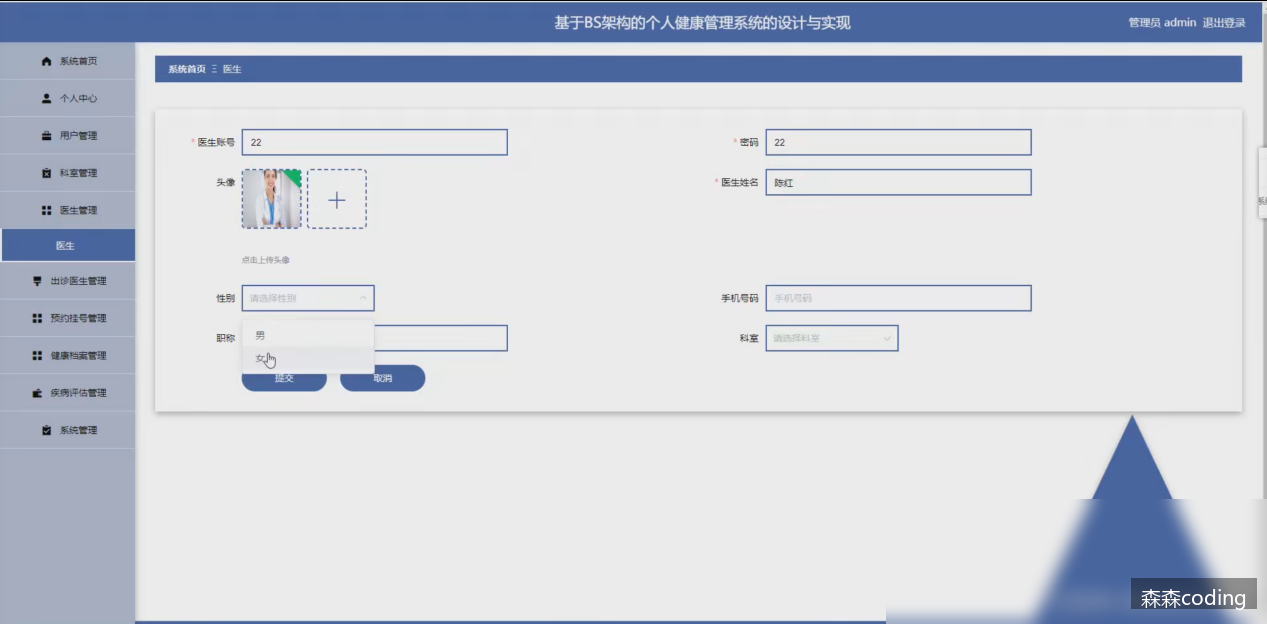 基于BS架构的个人健康管理系统的设计与实现
管理员 admin 退出登录
系统首页
个人中心
用户管理
科室管理
医生管理
医生
出诊医生管理
预约挂号管理
健康档案管理
疾病评估管理
系统管理
系统首页 三 医生
* 医生账号 22
* 密码 22
头像
* 医生姓名 陈红
点击上传头像
性别 请选择性别
手机号码 手机号码
男
职称
科室 请选择科室
女
提交
取消
森森coding